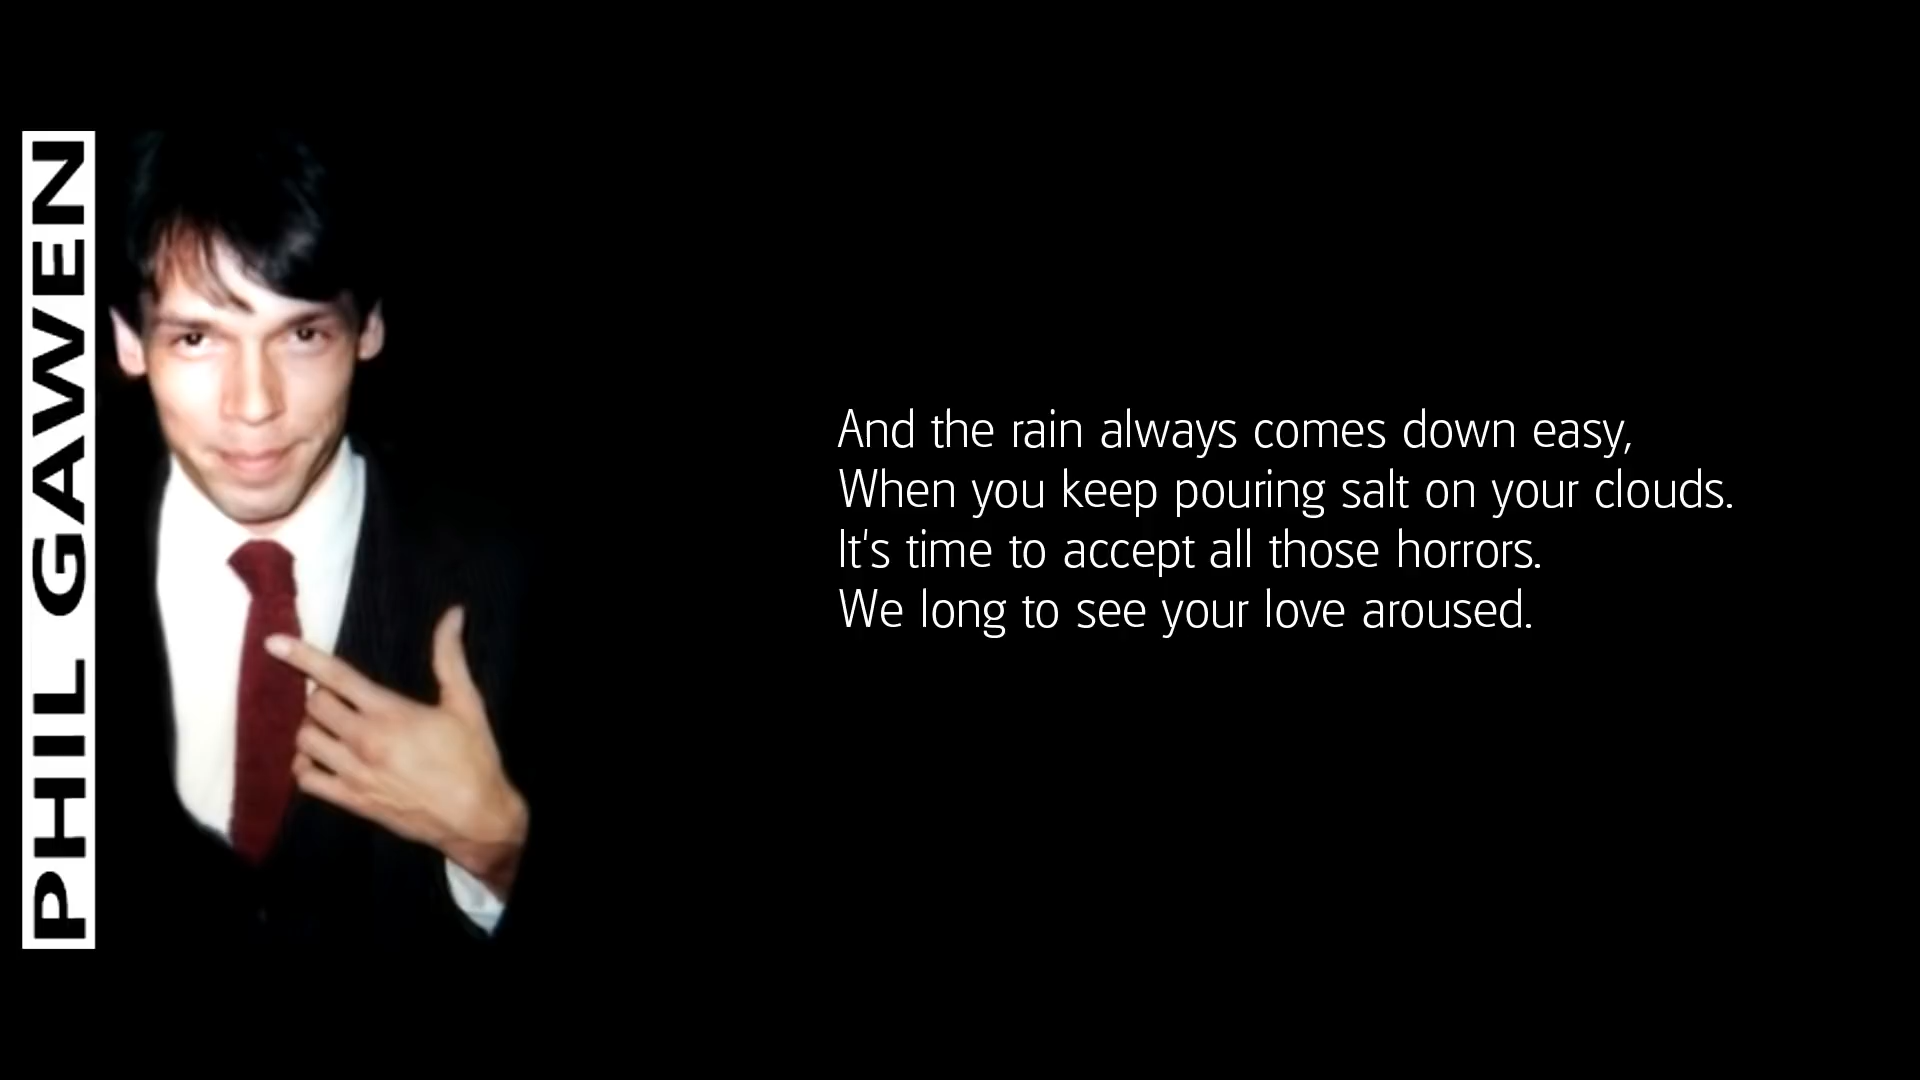 PHIL GAWEN
And the rain always comes down easy,
When you keep pouring salt on your clouds.
It's time to accept all those horrors.
We long to see your love aroused.